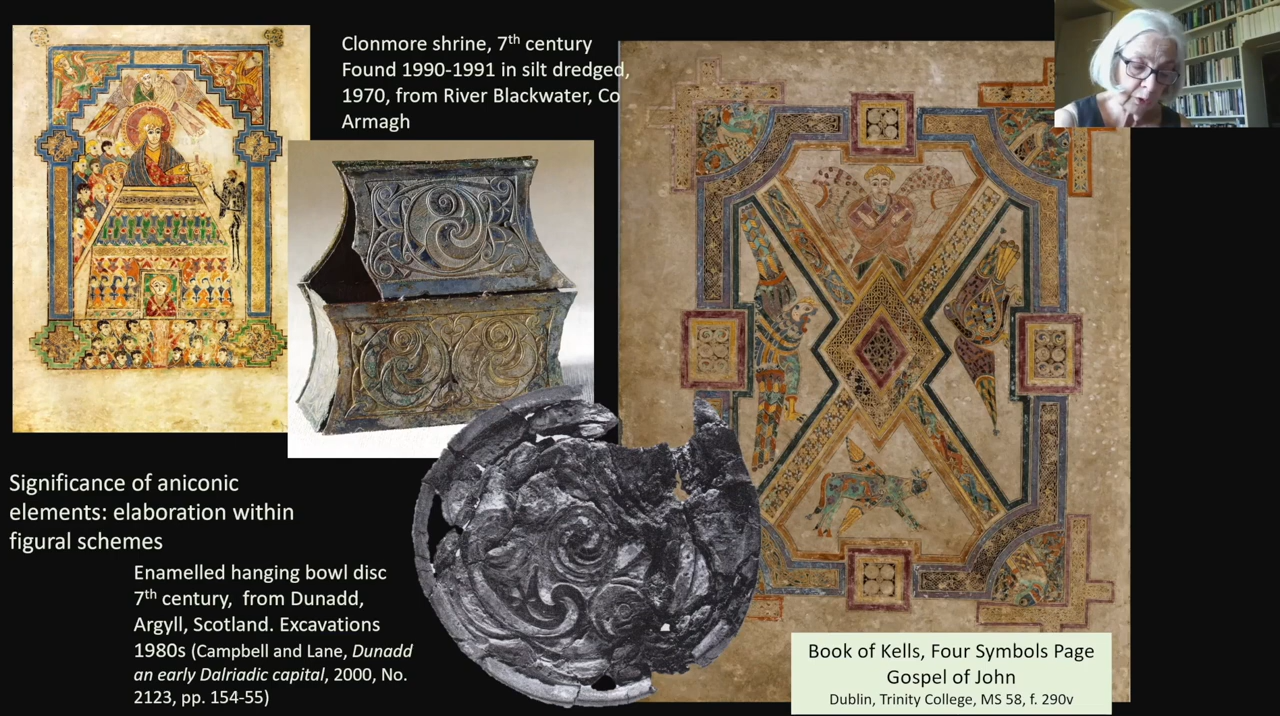 Clonmore shrine, 7th century
Found 1990-1991 in silt dredged,
1970, from River Blackwater, Co
Armagh
Significance of aniconic
elements: elaboration within
figural schemes
Enamelled hanging bowl disc
7th century, from Dunadd,
Argyll, Scotland. Excavations
1980s (Campbell and Lane, Dunadd
an early Dalriadic capital, 2000, No.
2123, pp. 154-55)
Book of Kells, Four Symbols Page
Gospel of John
Dublin, Trinity College, MS 58, f. 290v